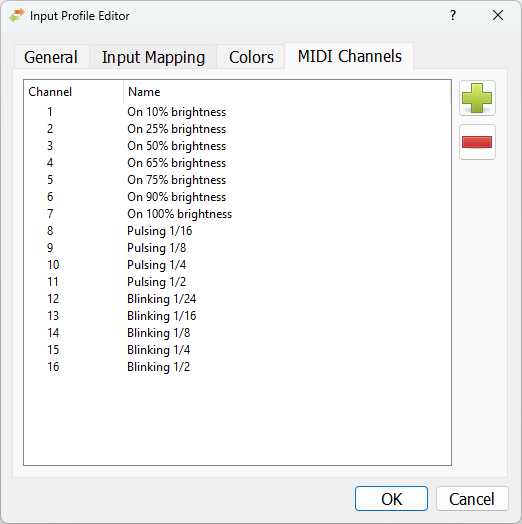 Input Profile Editor ?
General Input Mapping Colors MIDI Channels
Channel Name
1 On 10% brightness
2 On 25% brightness
3 On 50% brightness
4 On 65% brightness
5 On 75% brightness
6 On 90% brightness
7 On 100% brightness
8 Pulsing 1/16
9 Pulsing 1/8
10 Pulsing 1/4
11 Pulsing 1/2
12 Blinking 1/24
13 Blinking 1/16
14 Blinking 1/8
15 Blinking 1/4
16 Blinking 1/2
OK Cancel